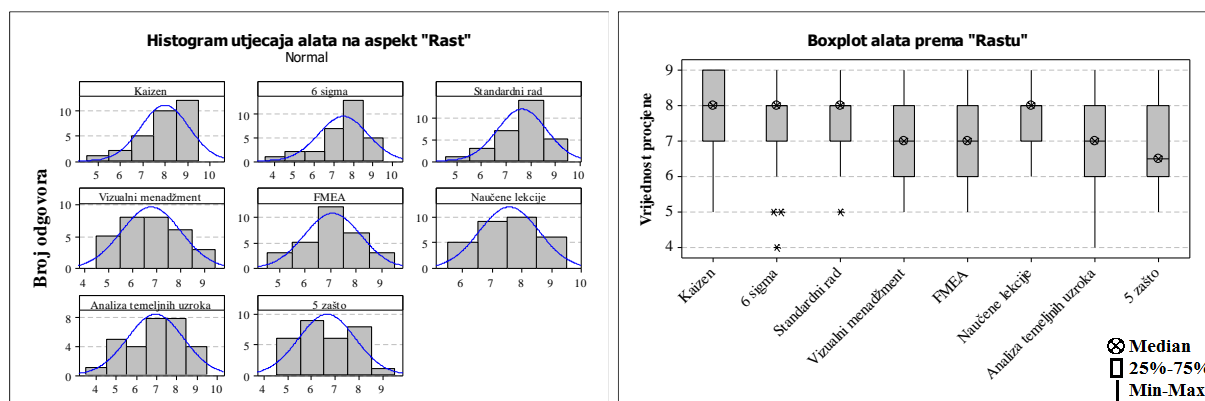 Histogram utjecaja alata na aspekt "Rast"
Normal
Kaizen
6 sigma
Standardni rad
10
5
0
5 6 7 8 9 10
10
5
0
4 5 6 7 8 9 10
10
5
0
5 6 7 8 9 10
Vizualni menadžment
FMEA
Naučene lekcije
10
5
0
4 5 6 7 8 9
10
5
0
5 6 7 8 9
10
5
0
6 7 8 9 10
Analiza temeljnih uzroka
5 zašto
8
4
0
4 5 6 7 8 9 10
10
5
0
4 5 6 7 8 9
Broj odgovora
Boxplot alata prema "Rastu"
Vrijednost procjene
9
8
7
6
5
4
Kaizen
6 sigma
Standardni rad
Vizualni menadžment
FMEA
Naučene lekcije
Analiza temeljnih uzroka
5 zašto
Median
25%-75%
Min-Max